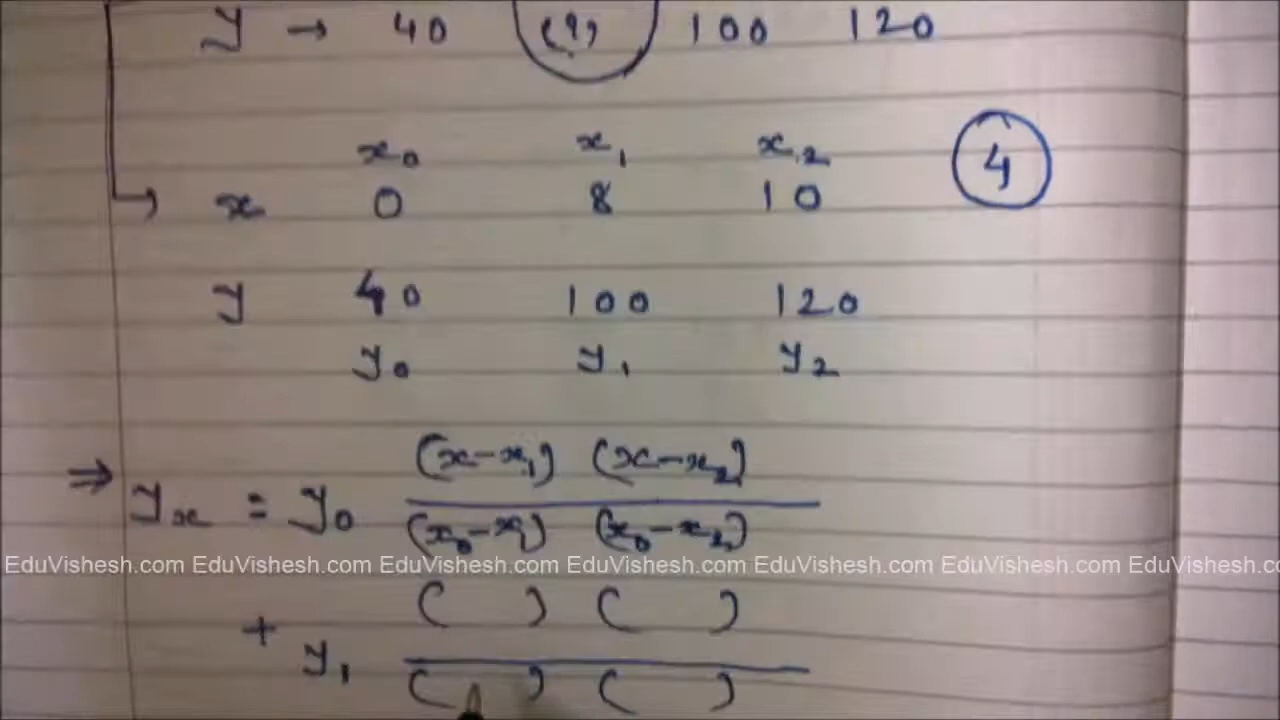 y → 40 (?) 100 120
x₀ x₁ x₂
x 0 8 10 4
y 40 100 120
y₀ y₁ y₂
(x-x₁) (x-x₂)
⇒ yₓ = y₀
(x₀-x₁) (x₀-x₂)
EduVishesh.com EduVishesh.com EduVishesh.com EduVishesh.com EduVishesh.com EduVishesh.com EduVishesh.com
( ) ( )
+ y₁
( ) ( )